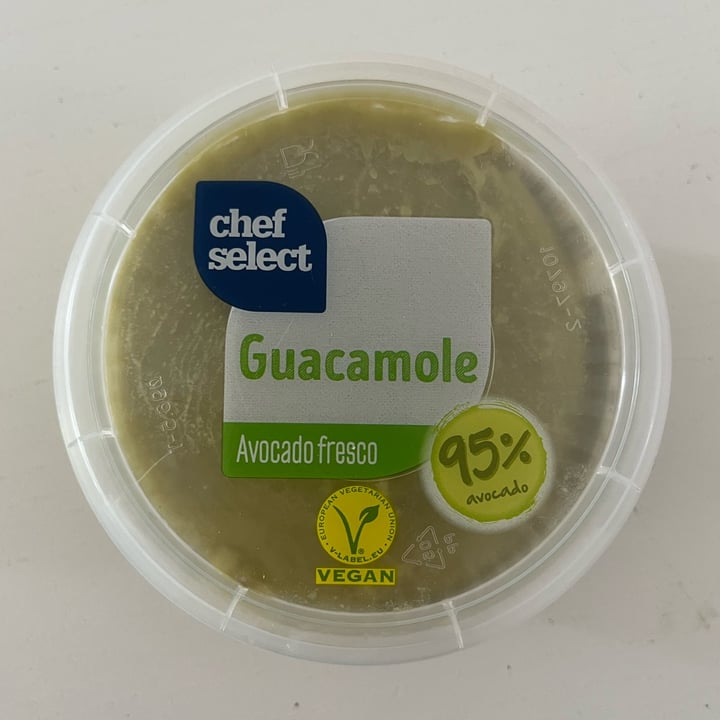 chef
select
Guacamole
Avocado fresco
95%
avocado
EUROPEAN VEGETARIAN UNION
V-LABEL.EU
VEGAN